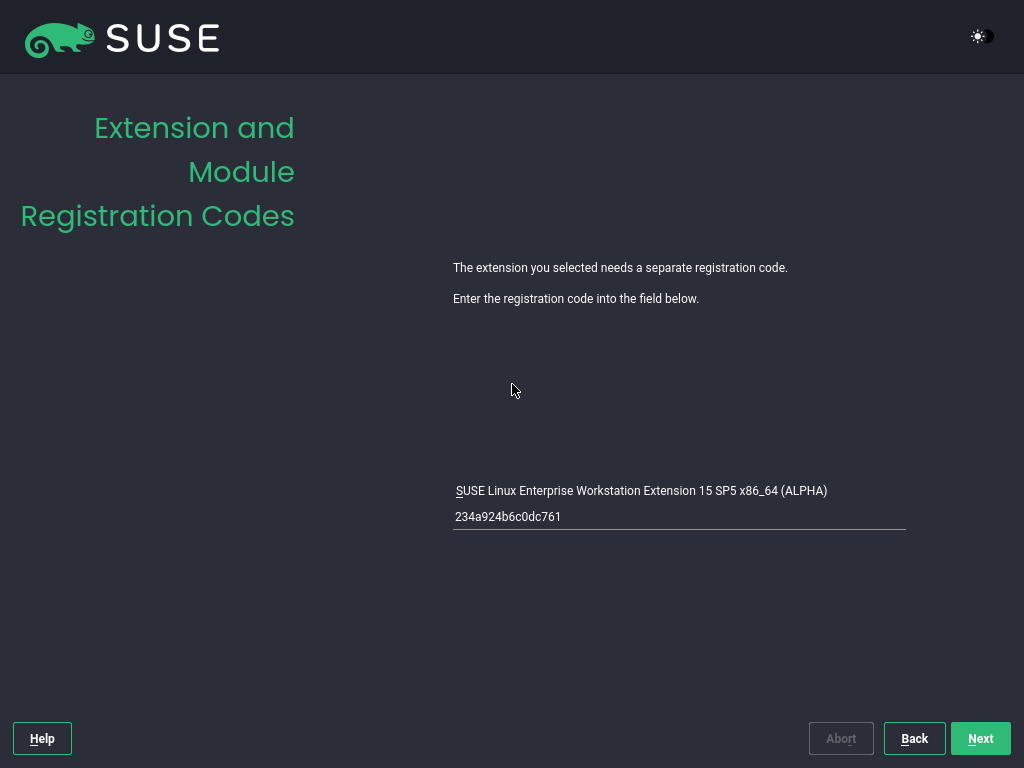 SUSE
Extension and
Module
Registration Codes
The extension you selected needs a separate registration code.
Enter the registration code into the field below.
SUSE Linux Enterprise Workstation Extension 15 SP5 x86_64 (ALPHA)
234a924b6c0dc761
Help
Abort
Back
Next